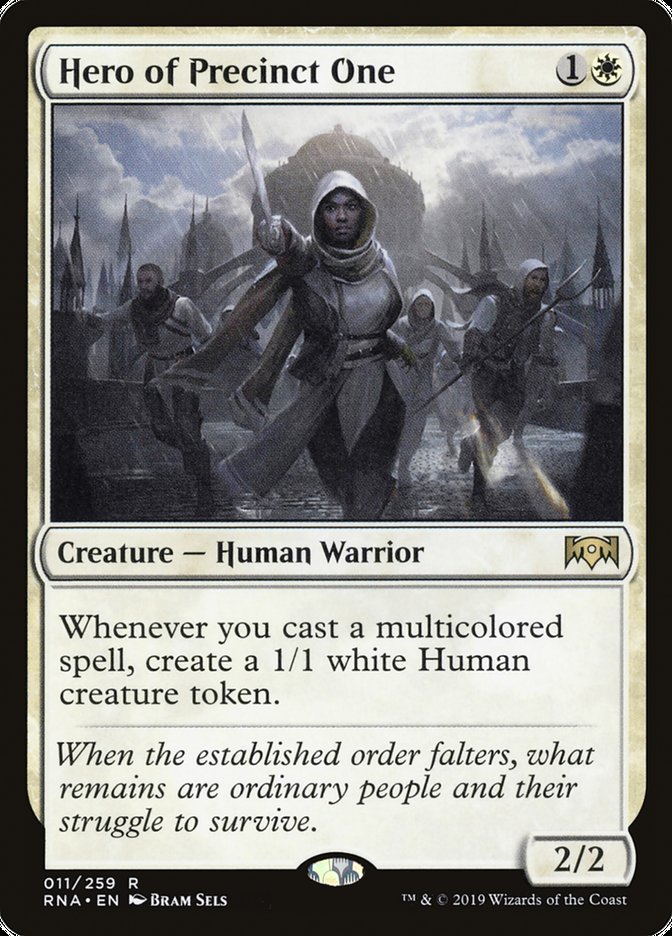 Hero of Precinct One 1
Creature — Human Warrior
Whenever you cast a multicolored
spell, create a 1/1 white Human
creature token.
When the established order falters, what
remains are ordinary people and their
struggle to survive.
2/2
011/259 R
RNA • EN Bram Sels
™ & © 2019 Wizards of the Coast